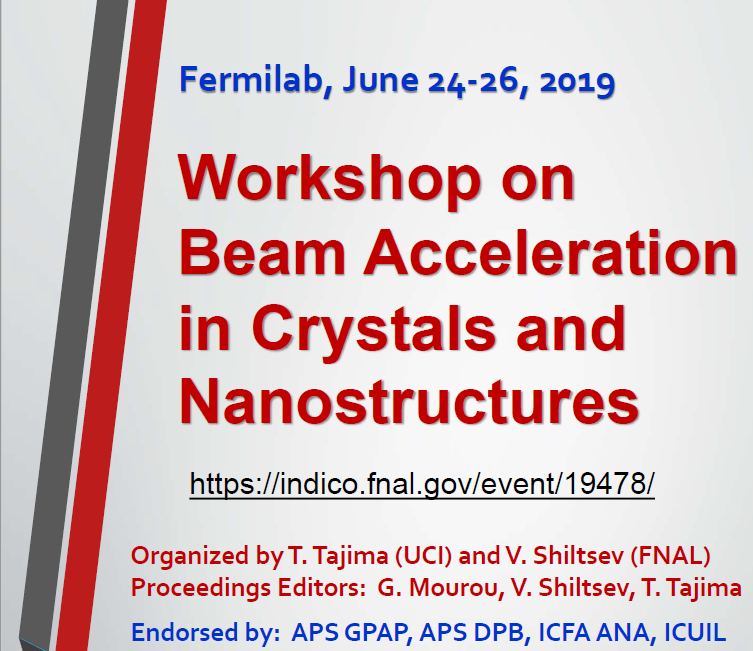 Fermilab, June 24-26, 2019
Workshop on
Beam Acceleration
in Crystals and
Nanostructures
https://indico.fnal.gov/event/19478/
Organized by T. Tajima (UCI) and V. Shiltsev (FNAL)
Proceedings Editors: G. Mourou, V. Shiltsev, T. Tajima
Endorsed by: APS GPAP, APS DPB, ICFA ANA, ICUIL